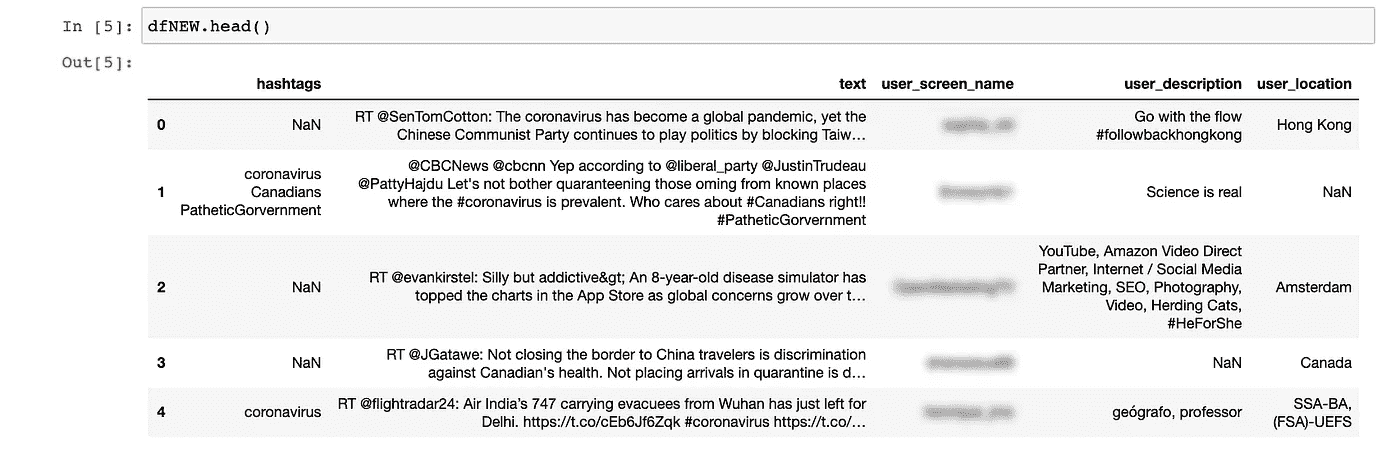 In [5]: dfNEW.head()
Out[5]:
hashtags text user_screen_name user_description user_location
0 NaN RT @SenTomCotton: The coronavirus has become a global pandemic, yet the Chinese Communist Party continues to play politics by blocking Taiw… Go with the flow #followbackhongkong Hong Kong
1 coronavirus Canadians PatheticGorvernment @CBCNews @cbcnn Yep according to @liberal_party @JustinTrudeau @PattyHajdu Let's not bother quaranteening those oming from known places where the #coronavirus is prevalent. Who cares about #Canadians right!! #PatheticGorvernment Science is real NaN
2 NaN RT @evankirstel: Silly but addictive&gt; An 8-year-old disease simulator has topped the charts in the App Store as global concerns grow over t… YouTube, Amazon Video Direct Partner, Internet / Social Media Marketing, SEO, Photography, Video, Herding Cats, #HeForShe Amsterdam
3 NaN RT @JGatawe: Not closing the border to China travelers is discrimination against Canadian's health. Not placing arrivals in quarantine is d… NaN Canada
4 coronavirus RT @flightradar24: Air India’s 747 carrying evacuees from Wuhan has just left for Delhi. https://t.co/cEb6Jf6Zqk #coronavirus https://t.co/… geógrafo, professor SSA-BA, (FSA)-UEFS